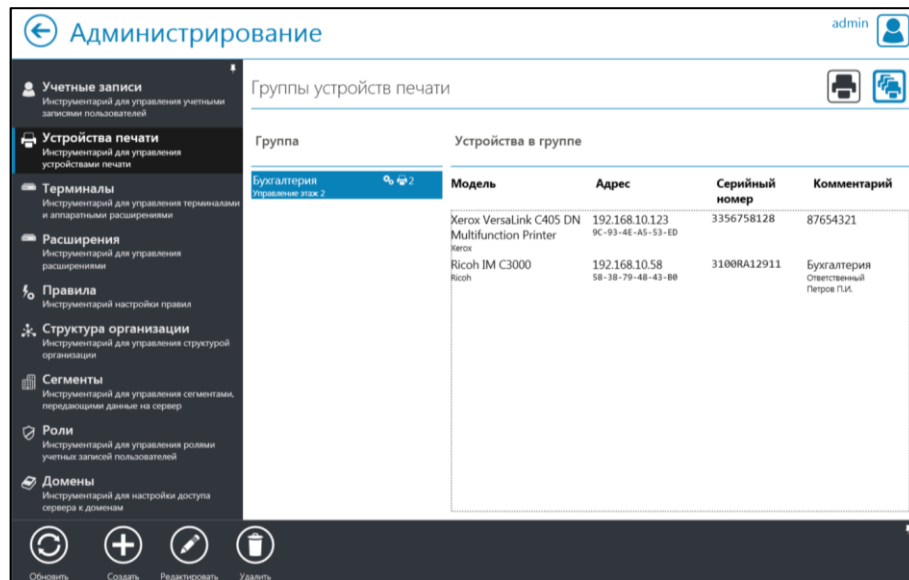 Администрирование
admin
Учетные записи
Инструментарий для управления учетными
записями пользователей
Устройства печати
Инструментарий для управления
устройствами печати
Терминалы
Инструментарий для управления терминалами
и аппаратными расширениями
Расширения
Инструментарий для управления
расширениями
Правила
Инструментарий настройки правил
Структура организации
Инструментарий для управления структурой
организации
Сегменты
Инструментарий для управления сегментами,
передающими данные на сервер
Роли
Инструментарий для управления ролями
учетных записей пользователей
Домены
Инструментарий для настройки доступа
сервера к доменам
Группы устройств печати
Группа
Устройства в группе
Бухгалтерия 2
Управление этаж 2
Модель Адрес Серийный номер Комментарий
Xerox VersaLink C405 DN 192.168.10.123 3356758128 87654321
Multifunction Printer 9C-93-4E-A5-53-ED
Xerox
Ricoh IM C3000 192.168.10.58 3100RA12911 Бухгалтерия
Ricoh 58-38-79-48-43-B0 Ответственный
Петров П.И.
Обновить Создать Редактировать Удалить